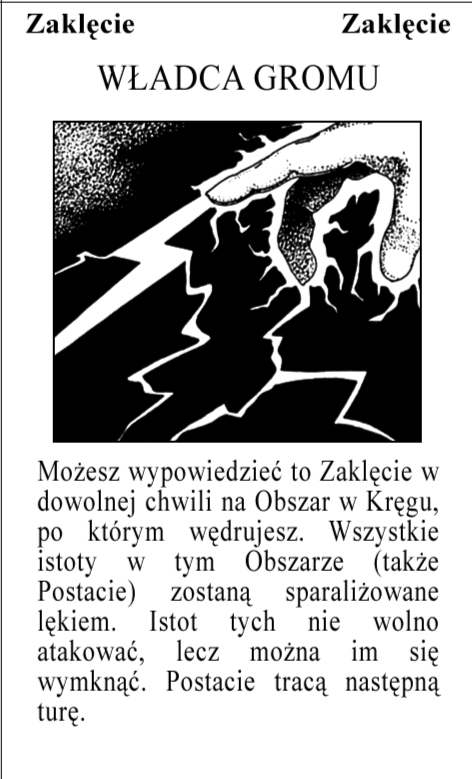 Zaklęcie Zaklęcie
WŁADCA GROMU
Możesz wypowiedzieć to Zaklęcie w
dowolnej chwili na Obszar w Kręgu,
po którym wędrujesz. Wszystkie
istoty w tym Obszarze (także
Postacie) zostaną sparaliżowane
lękiem. Istot tych nie wolno
atakować, lecz można im się
wymknąć. Postacie tracą następną
turę.